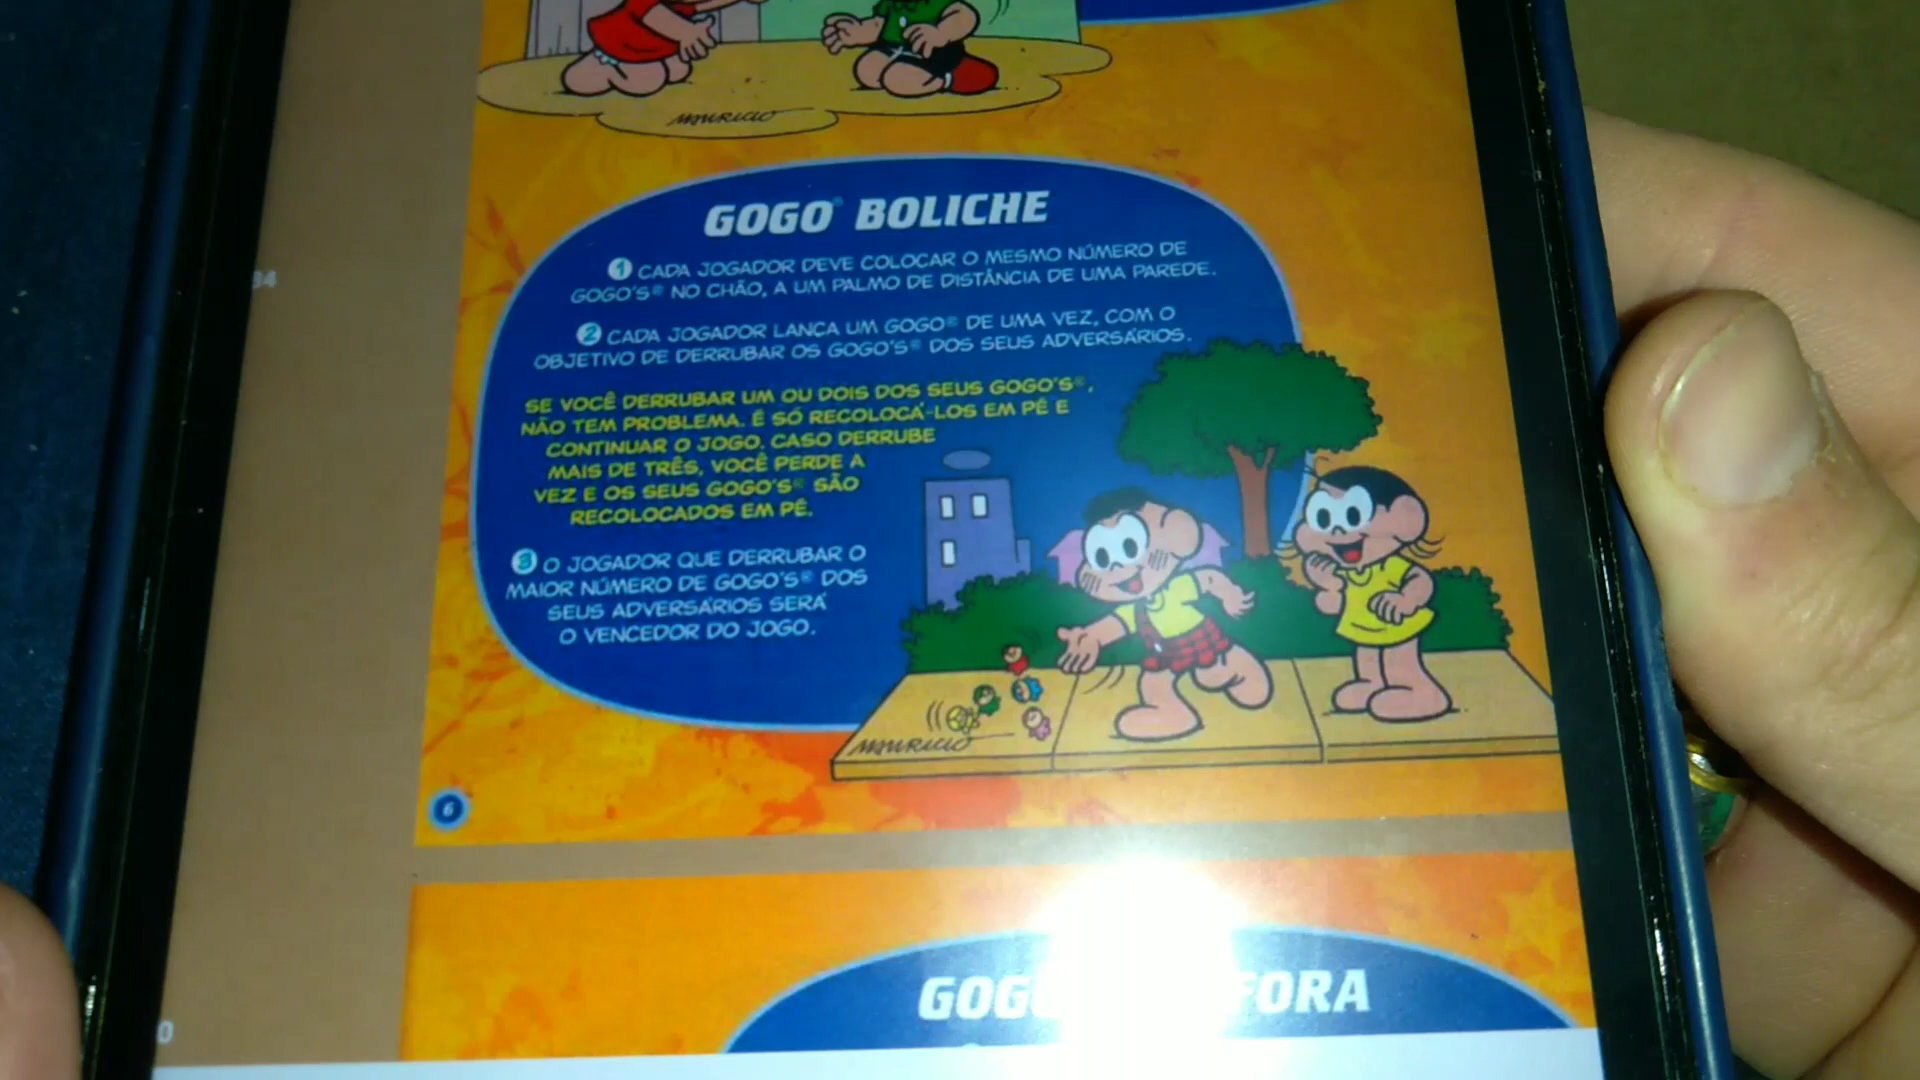 MAURICIO
GOGO® BOLICHE
1 CADA JOGADOR DEVE COLOCAR O MESMO NÚMERO DE
GOGO'S® NO CHÃO, A UM PALMO DE DISTÂNCIA DE UMA PAREDE.
2 CADA JOGADOR LANÇA UM GOGO® DE UMA VEZ, COM O
OBJETIVO DE DERRUBAR OS GOGO'S® DOS SEUS ADVERSÁRIOS.
SE VOCÊ DERRUBAR UM OU DOIS DOS SEUS GOGO'S®,
NÃO TEM PROBLEMA. É SÓ RECOLOCÁ-LOS EM PÉ E
CONTINUAR O JOGO. CASO DERRUBE
MAIS DE TRÊS, VOCÊ PERDE A
VEZ E OS SEUS GOGO'S® SÃO
RECOLOCADOS EM PÉ.
3 O JOGADOR QUE DERRUBAR O
MAIOR NÚMERO DE GOGO'S® DOS
SEUS ADVERSÁRIOS SERÁ
O VENCEDOR DO JOGO.
MAURICIO
6
FORA